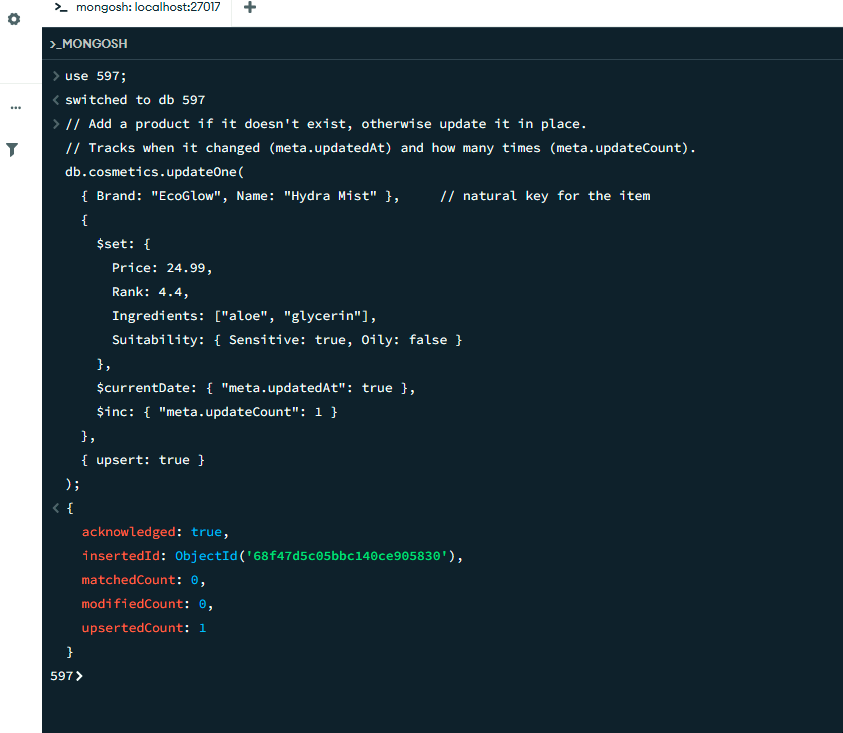 >_ mongosh: localhost:27017 +
>_MONGOSH
> use 597;
< switched to db 597
> // Add a product if it doesn't exist, otherwise update it in place.
// Tracks when it changed (meta.updatedAt) and how many times (meta.updateCount).
db.cosmetics.updateOne(
  { Brand: "EcoGlow", Name: "Hydra Mist" },     // natural key for the item
  {
    $set: {
      Price: 24.99,
      Rank: 4.4,
      Ingredients: ["aloe", "glycerin"],
      Suitability: { Sensitive: true, Oily: false }
    },
    $currentDate: { "meta.updatedAt": true },
    $inc: { "meta.updateCount": 1 }
  },
  { upsert: true }
);
< {
  acknowledged: true,
  insertedId: ObjectId('68f47d5c05bbc140ce905830'),
  matchedCount: 0,
  modifiedCount: 0,
  upsertedCount: 1
}
597>